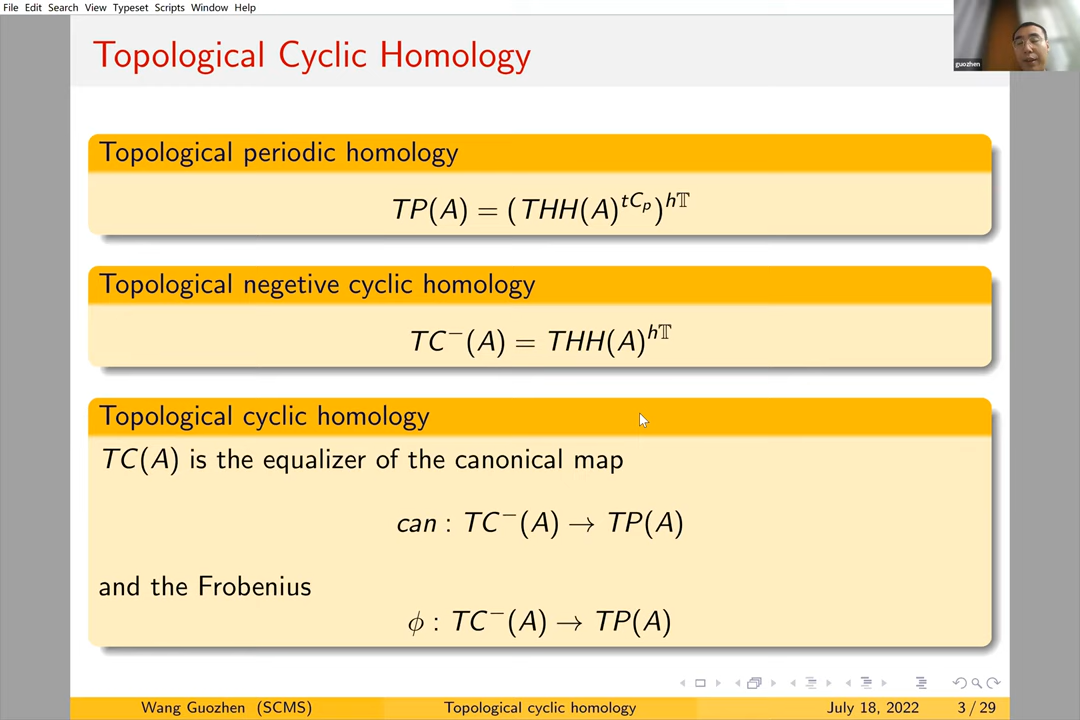 File Edit Search View Typeset Scripts Window Help
Topological Cyclic Homology
guozhen
Topological periodic homology
TP(A) = (THH(A)^{tC_p})^{h𝕋}
Topological negetive cyclic homology
TC⁻(A) = THH(A)^{h𝕋}
Topological cyclic homology
TC(A) is the equalizer of the canonical map
can : TC⁻(A) → TP(A)
and the Frobenius
ϕ : TC⁻(A) → TP(A)
Wang Guozhen (SCMS) Topological cyclic homology July 18, 2022 3 / 29